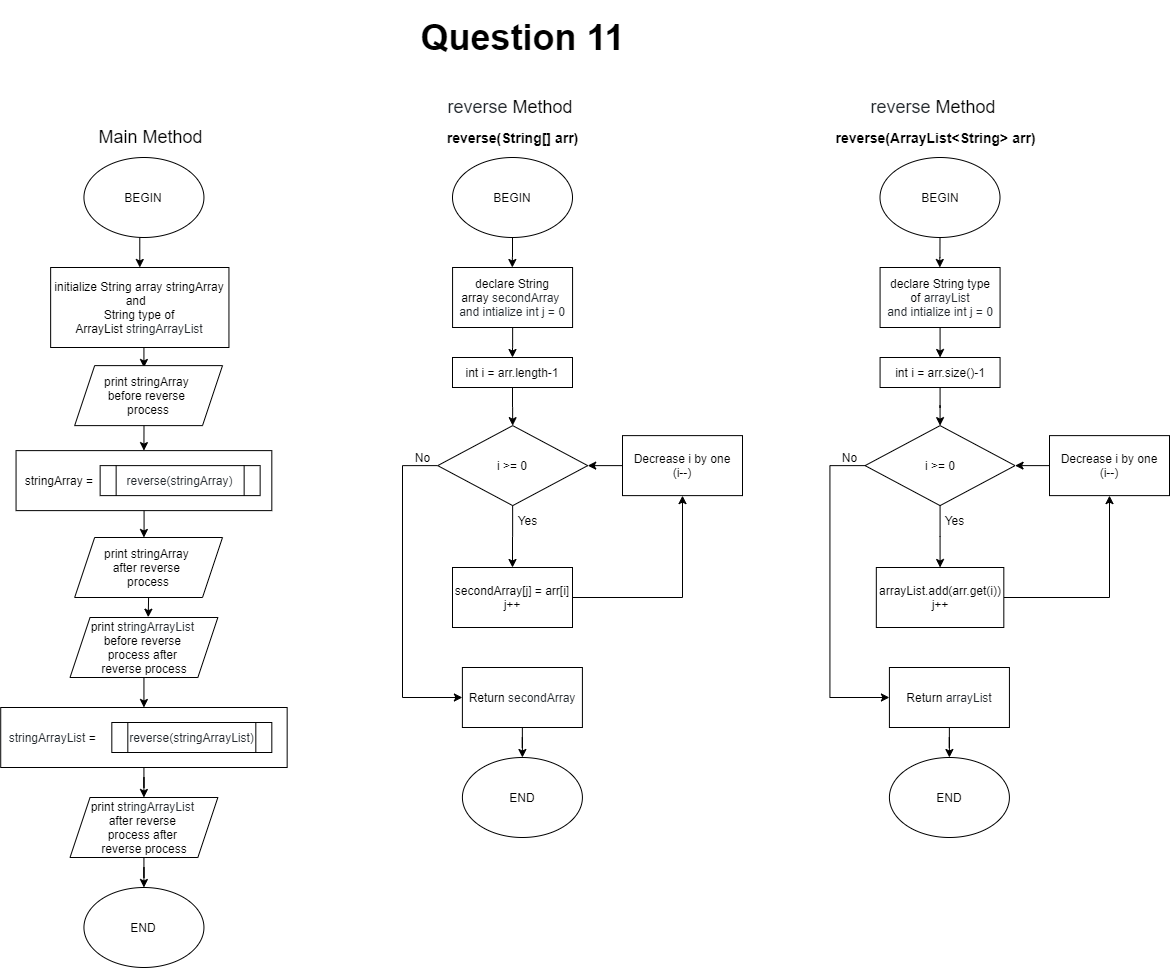 Question 11
Main Method
BEGIN
initialize String array stringArray
and
String type of
ArrayList stringArrayList
print stringArray
before reverse
process
stringArray =
reverse(stringArray)
print stringArray
after reverse
process
print stringArrayList
before reverse
process after
reverse process
stringArrayList =
reverse(stringArrayList)
print stringArrayList
after reverse
process after
reverse process
END
reverse Method
reverse(String[] arr)
BEGIN
declare String
array secondArray
and intialize int j = 0
int i = arr.length-1
i >= 0
No
Yes
Decrease i by one
(i--)
secondArray[j] = arr[i]
j++
Return secondArray
END
reverse Method
reverse(ArrayList<String> arr)
BEGIN
declare String type
of arrayList
and intialize int j = 0
int i = arr.size()-1
i >= 0
No
Yes
Decrease i by one
(i--)
arrayList.add(arr.get(i))
j++
Return arrayList
END